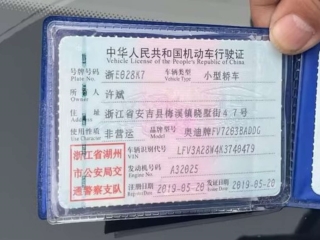 中华人民共和国机动车行驶证
Vehicle License of the People's Republic of China
号牌号码 浙E028K7 车辆类型 小型轿车
Plate No. Vehicle Type
所有人 许斌
Owner
住址 浙江省安吉县梅溪镇晓墅街47号
Address
使用性质 非营运 品牌型号 奥迪牌FV7203BADDG
Use Character Model
浙江省湖州
市公安局交
通警察支队
车辆识别代号 LFV3A28W4K3740479
VIN
发动机号码 A32025
Engine No.
注册日期 2019-05-20 发证日期 2019-05-20
Register Date Issue Date